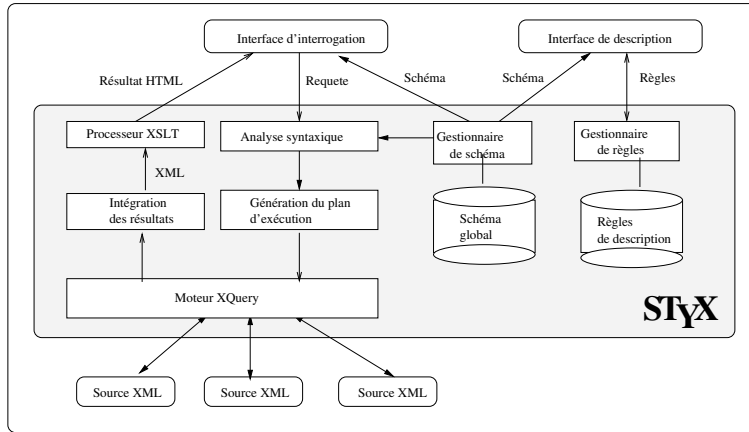 Interface d'interrogation
Interface de description
Résultat HTML
Requete
Schéma
Schéma
Règles
Processeur XSLT
Analyse syntaxique
Gestionnaire
de schéma
Gestionnaire
de règles
XML
Intégration
des résultats
Génération du plan
d'exécution
Schéma
global
Règles
de description
Moteur XQuery
STYX
Source XML
Source XML
Source XML